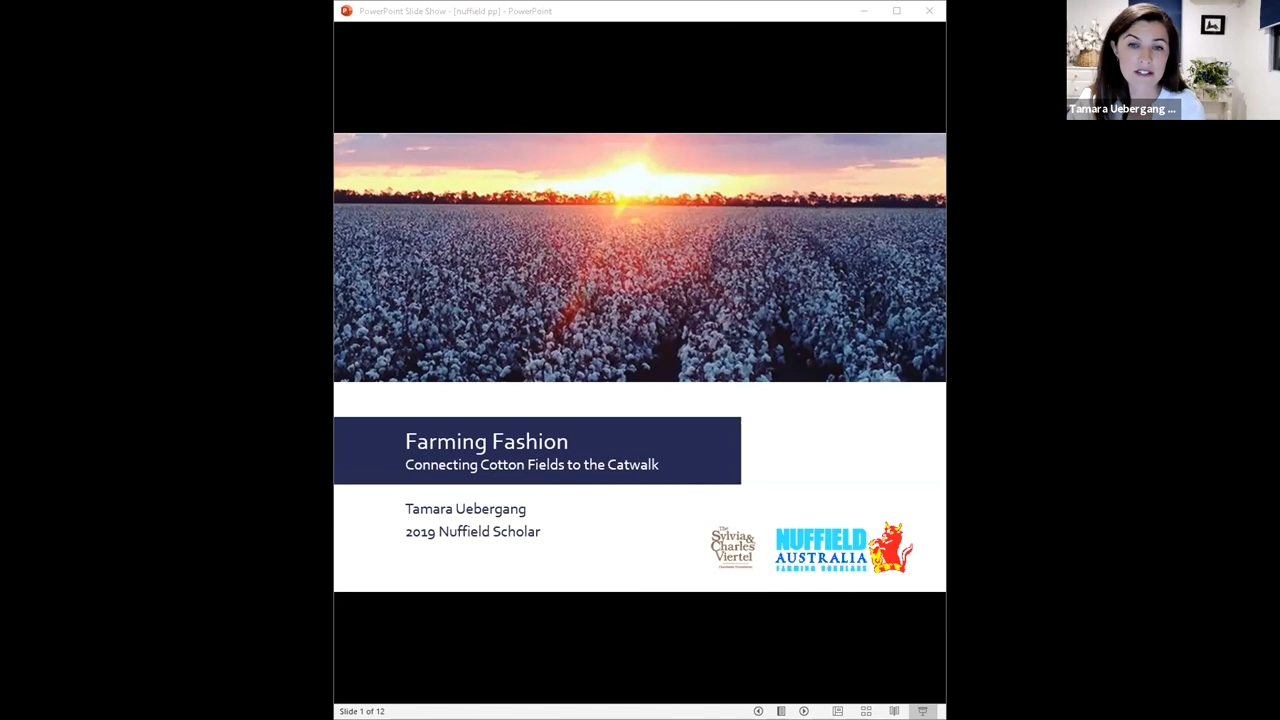 PowerPoint Slide Show - [nuffield pp] - PowerPoint
Tamara Uebergang ...
Farming Fashion
Connecting Cotton Fields to the Catwalk
Tamara Uebergang
2019 Nuffield Scholar
The
Sylvia &
Charles
Viertel
NUFFIELD
AUSTRALIA
Slide 1 of 12